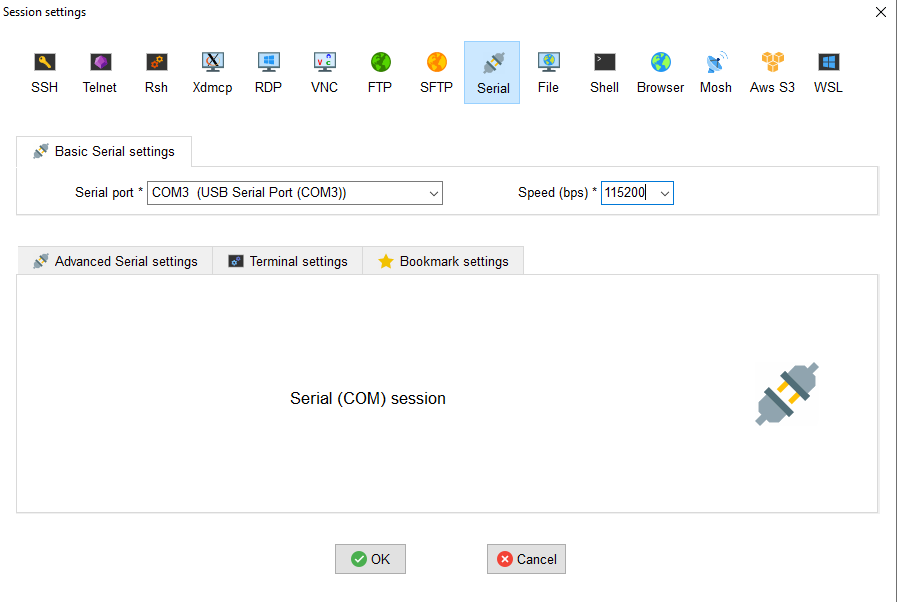 Session settings
SSH Telnet Rsh Xdmcp RDP VNC FTP SFTP Serial File Shell Browser Mosh Aws S3 WSL
Basic Serial settings
Serial port * COM3 (USB Serial Port (COM3)) Speed (bps) * 115200
Advanced Serial settings Terminal settings Bookmark settings
Serial (COM) session
OK Cancel